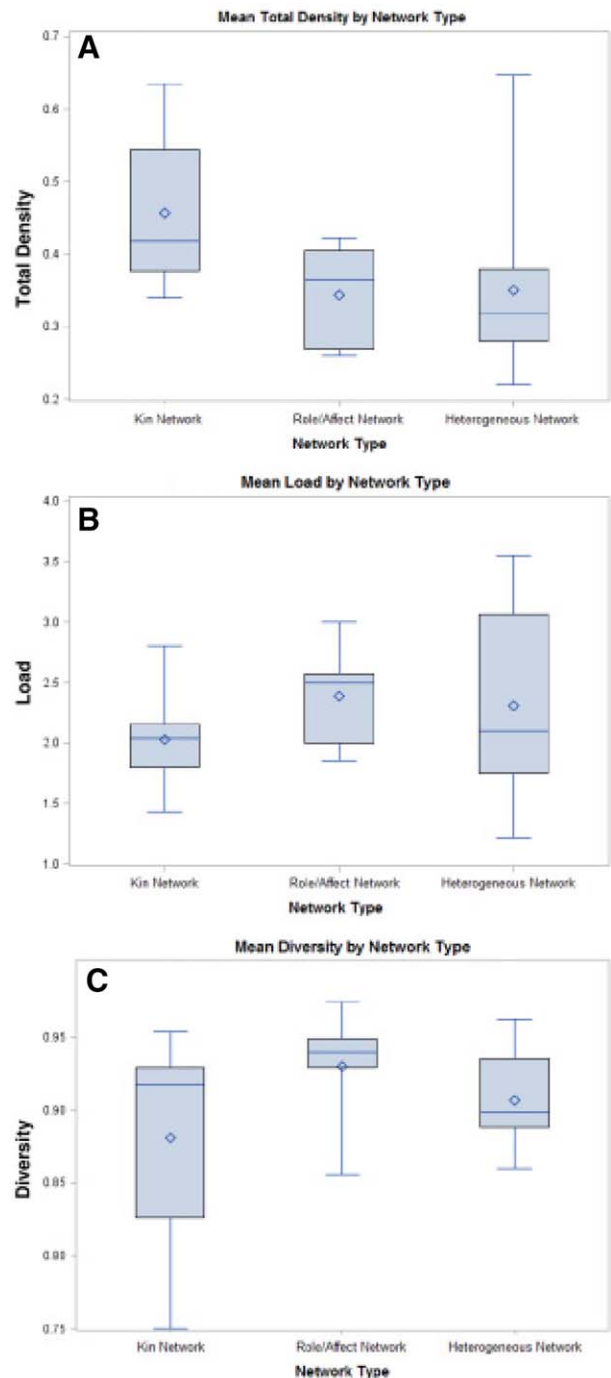 Mean Total Density by Network Type
A
0.7
0.6
0.5
0.4
0.3
0.2
Total Density
Kin Network Role/Affect Network Heterogeneous Network
Network Type
Mean Load by Network Type
B
4.0
3.5
3.0
2.5
2.0
1.5
1.0
Load
Kin Network Role/Affect Network Heterogeneous Network
Network Type
Mean Diversity by Network Type
C
0.95
0.90
0.85
0.80
0.75
Diversity
Kin Network Role/Affect Network Heterogeneous Network
Network Type